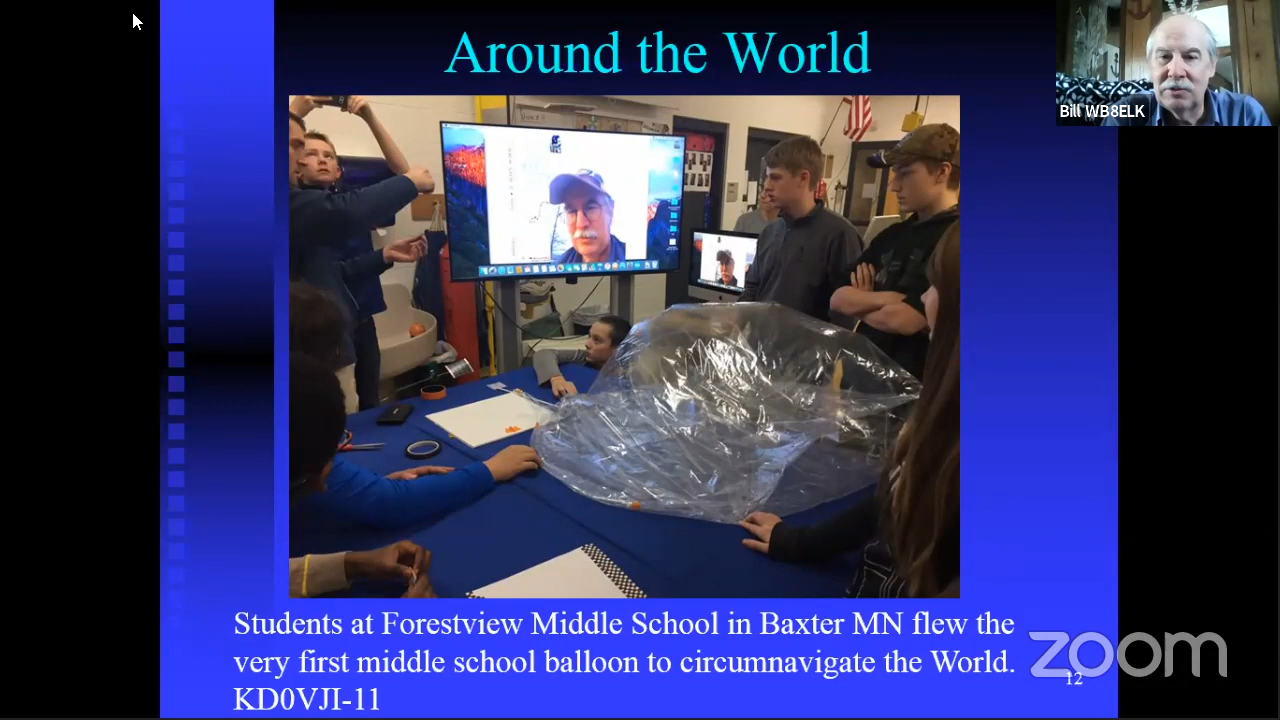 Around the World
Bill WB8ELK
Students at Forestview Middle School in Baxter MN flew the
very first middle school balloon to circumnavigate the World.
KD0VJI-11
zoom
12